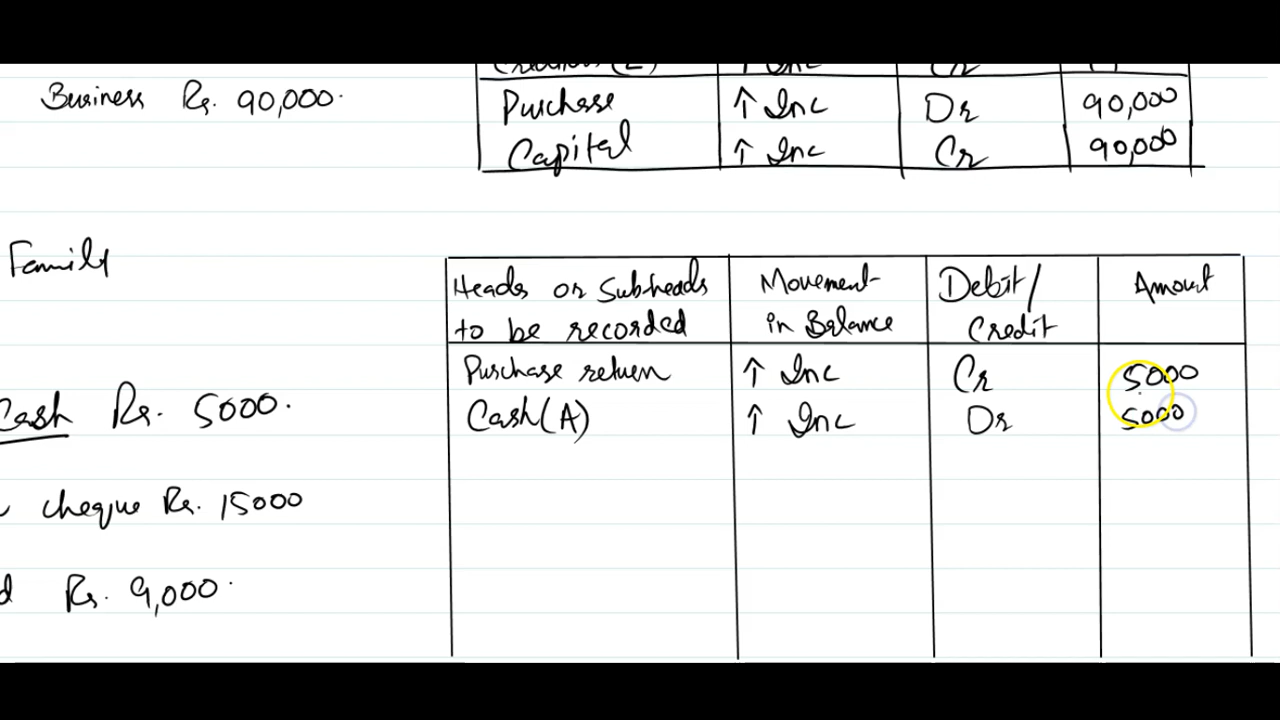 Business Rs. 90,000.
Purchase ↑ Inc Dr 90,000
Capital ↑ Inc Cr 90,000
Family
Heads or Subheads to be recorded
Movement in Balance
Debit/ Credit
Amount
Purchase return ↑ Inc Cr 5000
Cash Rs. 5000.
Cash(A) ↑ Inc Dr 5000
cheque Rs. 15000
Rs. 9,000.